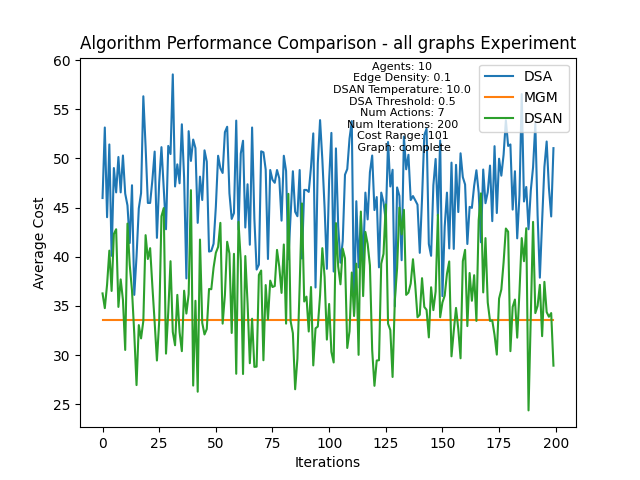 Algorithm Performance Comparison - all graphs Experiment
Agents: 10
Edge Density: 0.1
DSAN Temperature: 10.0
DSA Threshold: 0.5
Num Actions: 7
Num Iterations: 200
Cost Range: 101
Graph: complete
DSA
MGM
DSAN
Average Cost
60
55
50
45
40
35
30
25
0 25 50 75 100 125 150 175 200
Iterations